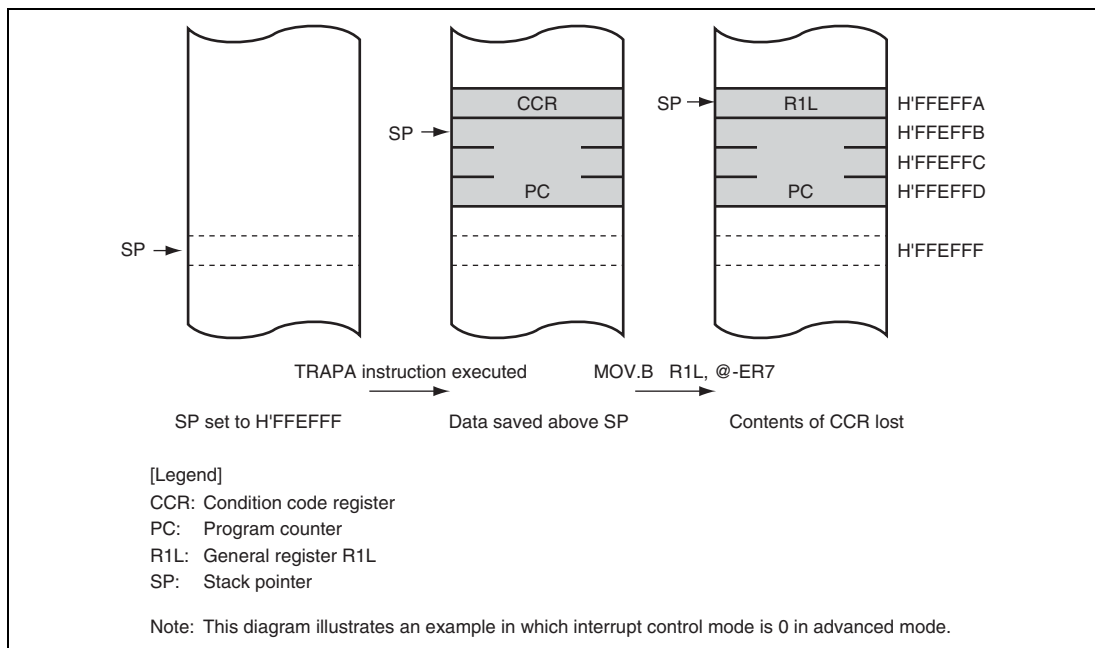 CCR
SP
R1L
H'FFEFFA
SP
H'FFEFFB
H'FFEFFC
PC
PC
H'FFEFFD
SP
H'FFEFFF
TRAPA instruction executed
MOV.B R1L, @-ER7
SP set to H'FFEFFF
Data saved above SP
Contents of CCR lost
[Legend]
CCR: Condition code register
PC: Program counter
R1L: General register R1L
SP: Stack pointer
Note: This diagram illustrates an example in which interrupt control mode is 0 in advanced mode.